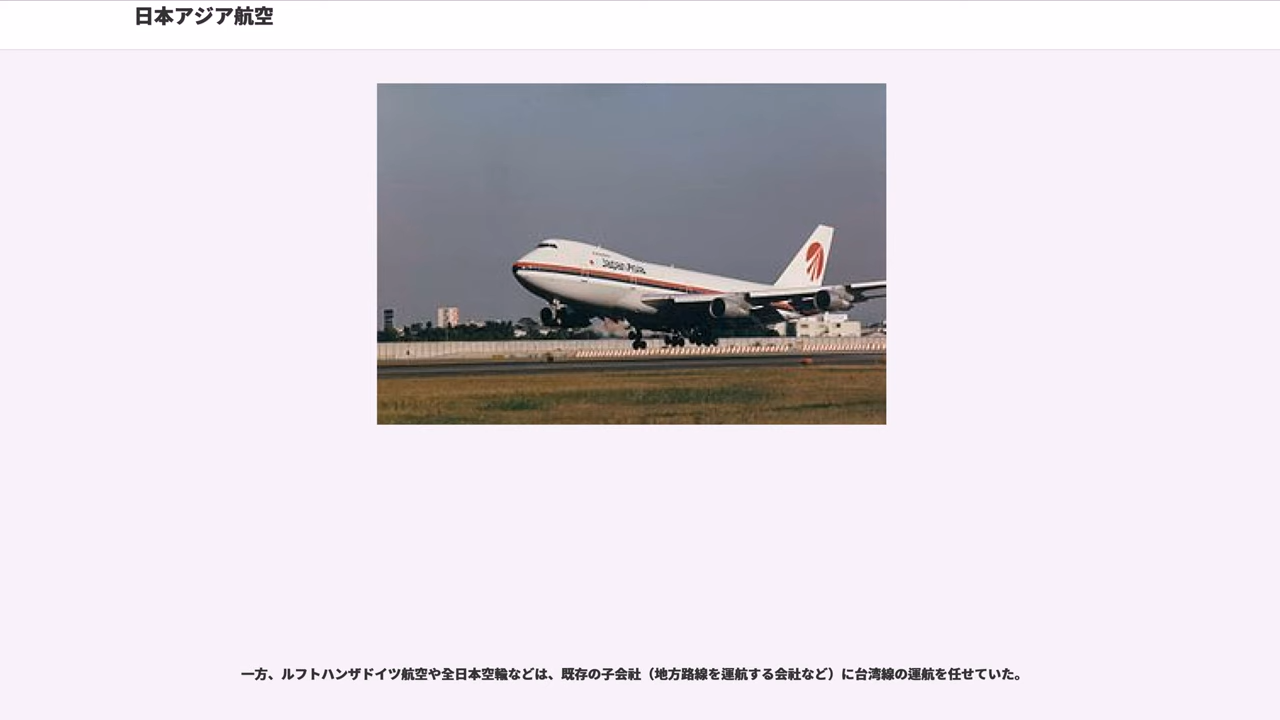 日本アジア航空
Japan Asia
一方、ルフトハンザドイツ航空や全日本空輸などは、既存の子会社（地方路線を運航する会社など）に台湾線の運航を任せていた。